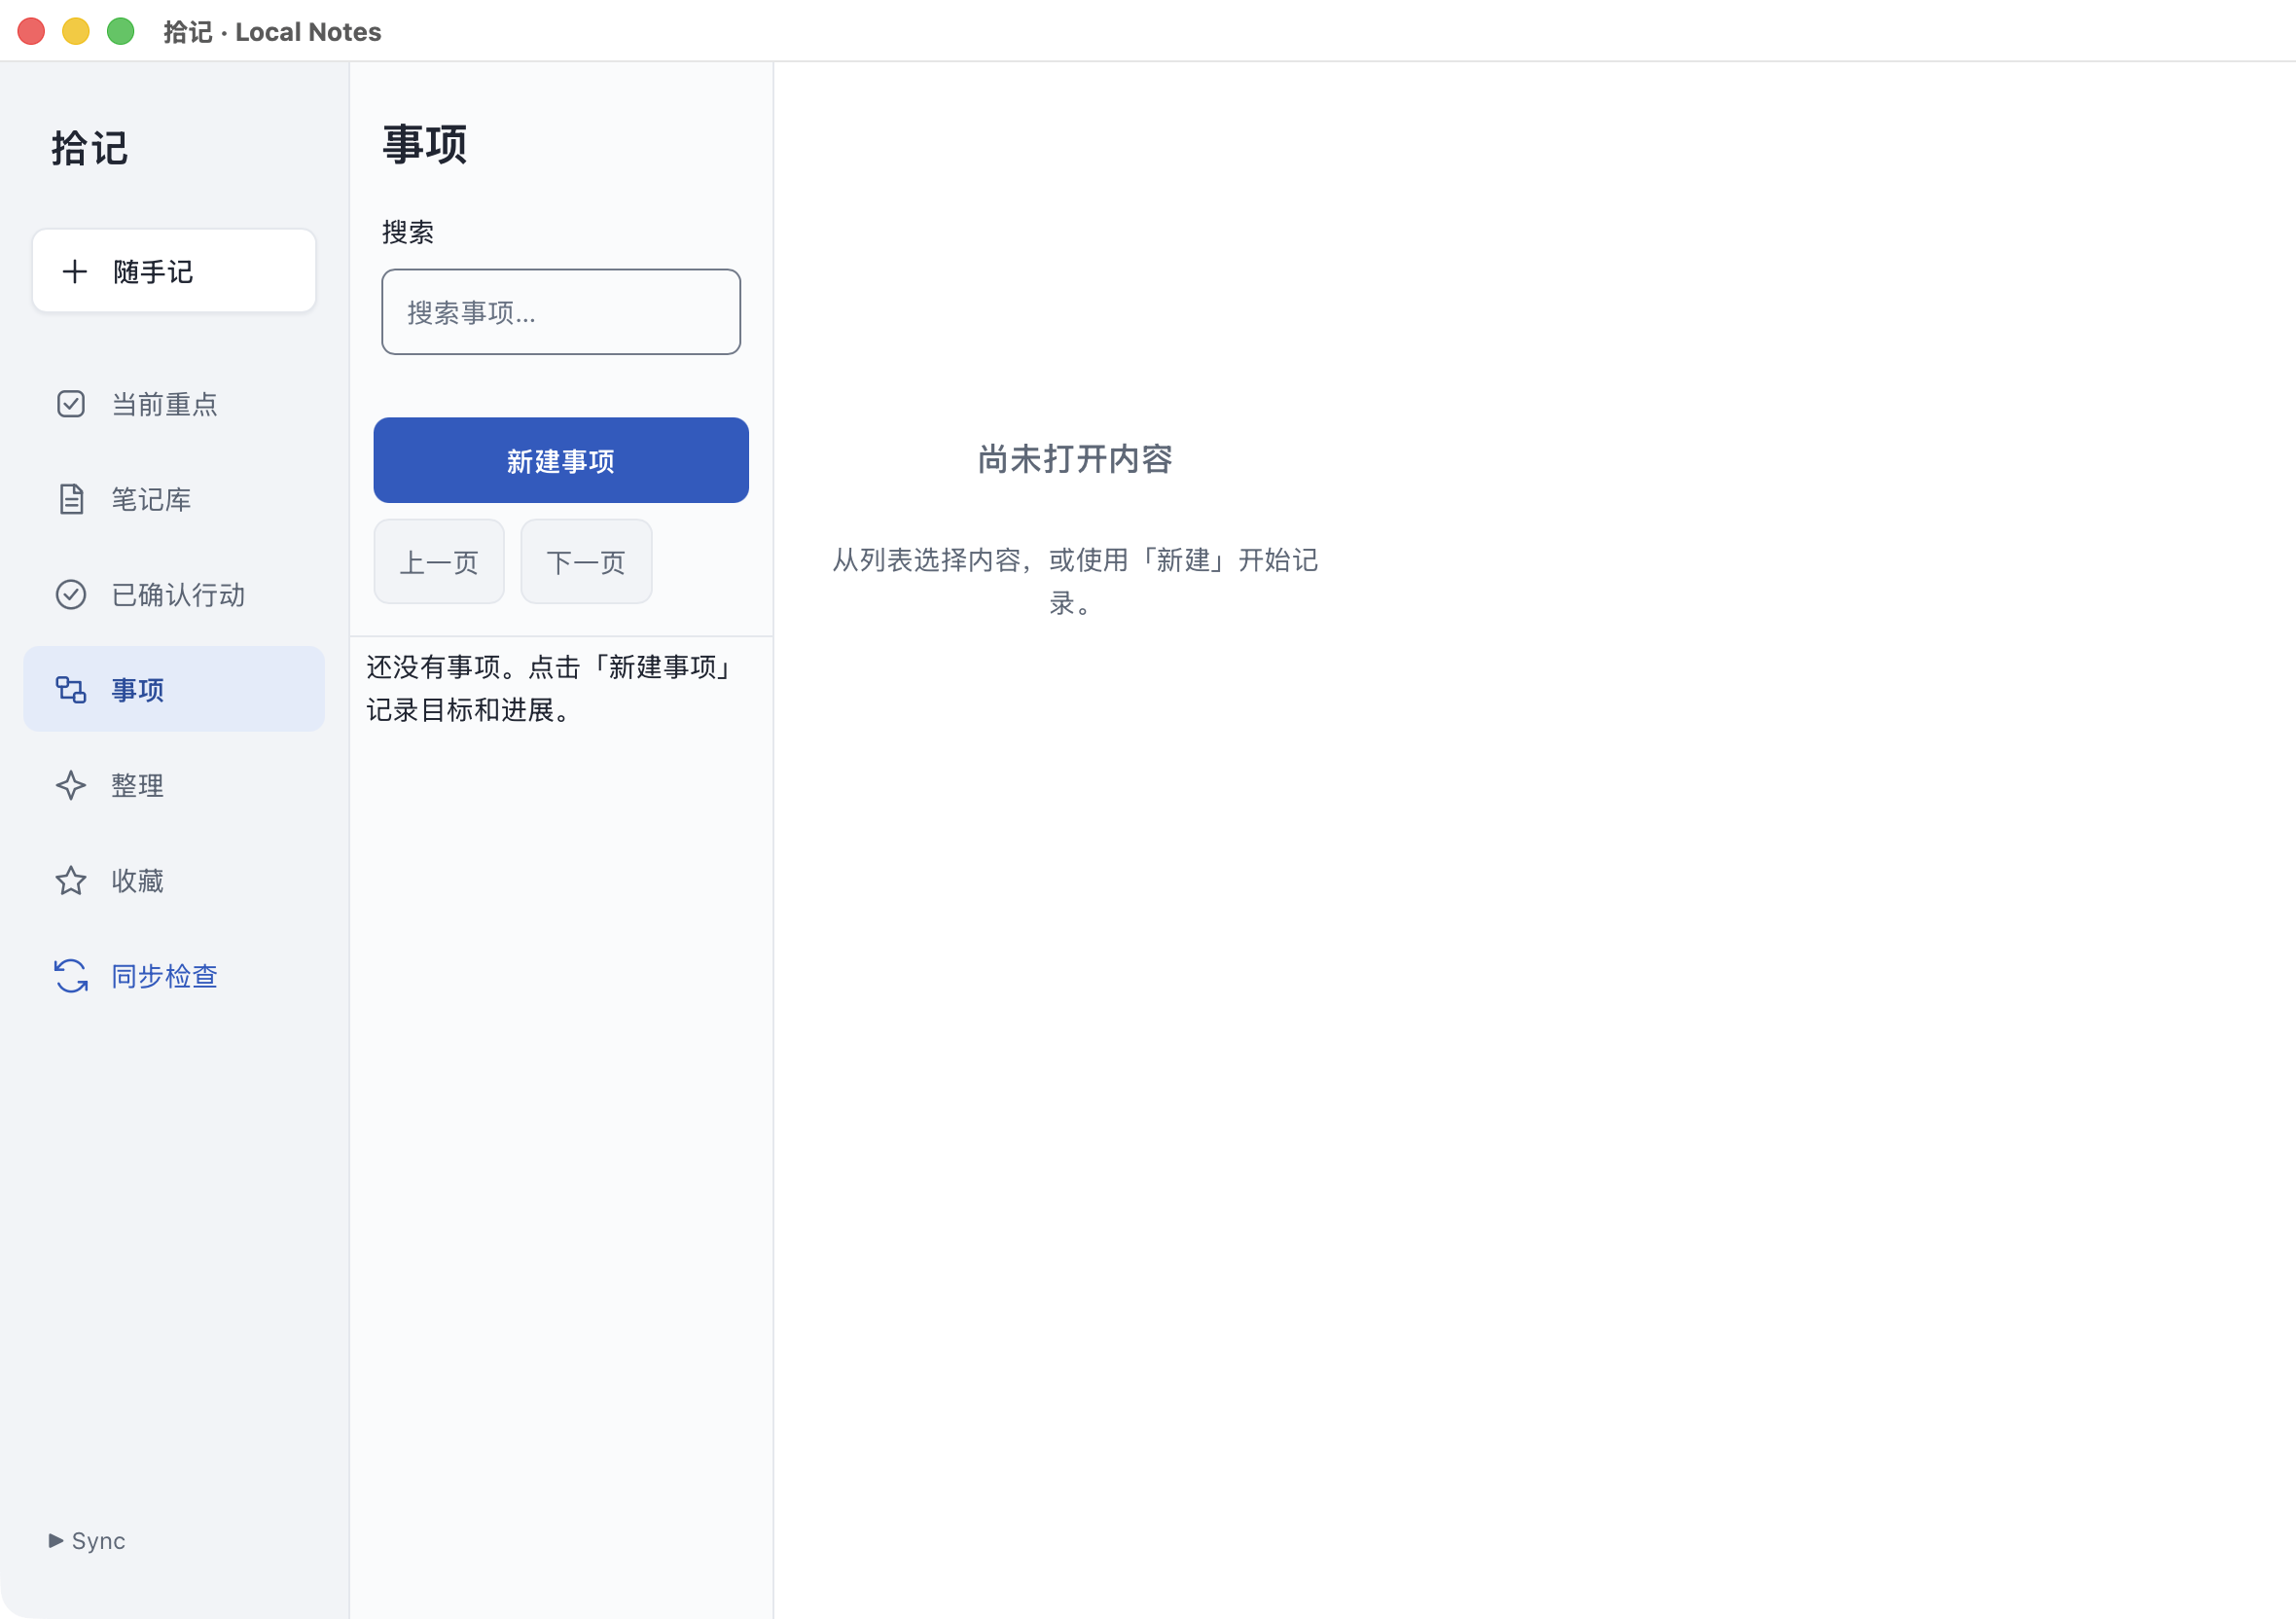 拾记 · Local Notes
拾记
随手记
当前重点
笔记库
已确认行动
事项
整理
收藏
同步检查
Sync
事项
搜索
搜索事项...
新建事项
上一页
下一页
还没有事项。点击「新建事项」
记录目标和进展。
尚未打开内容
从列表选择内容，或使用「新建」开始记
录。